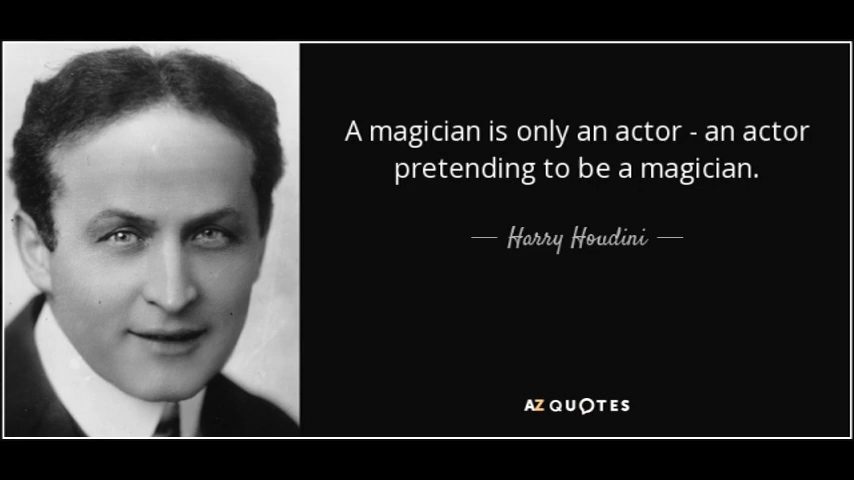 A magician is only an actor - an actor
pretending to be a magician.
Harry Houdini
AZ QUOTES